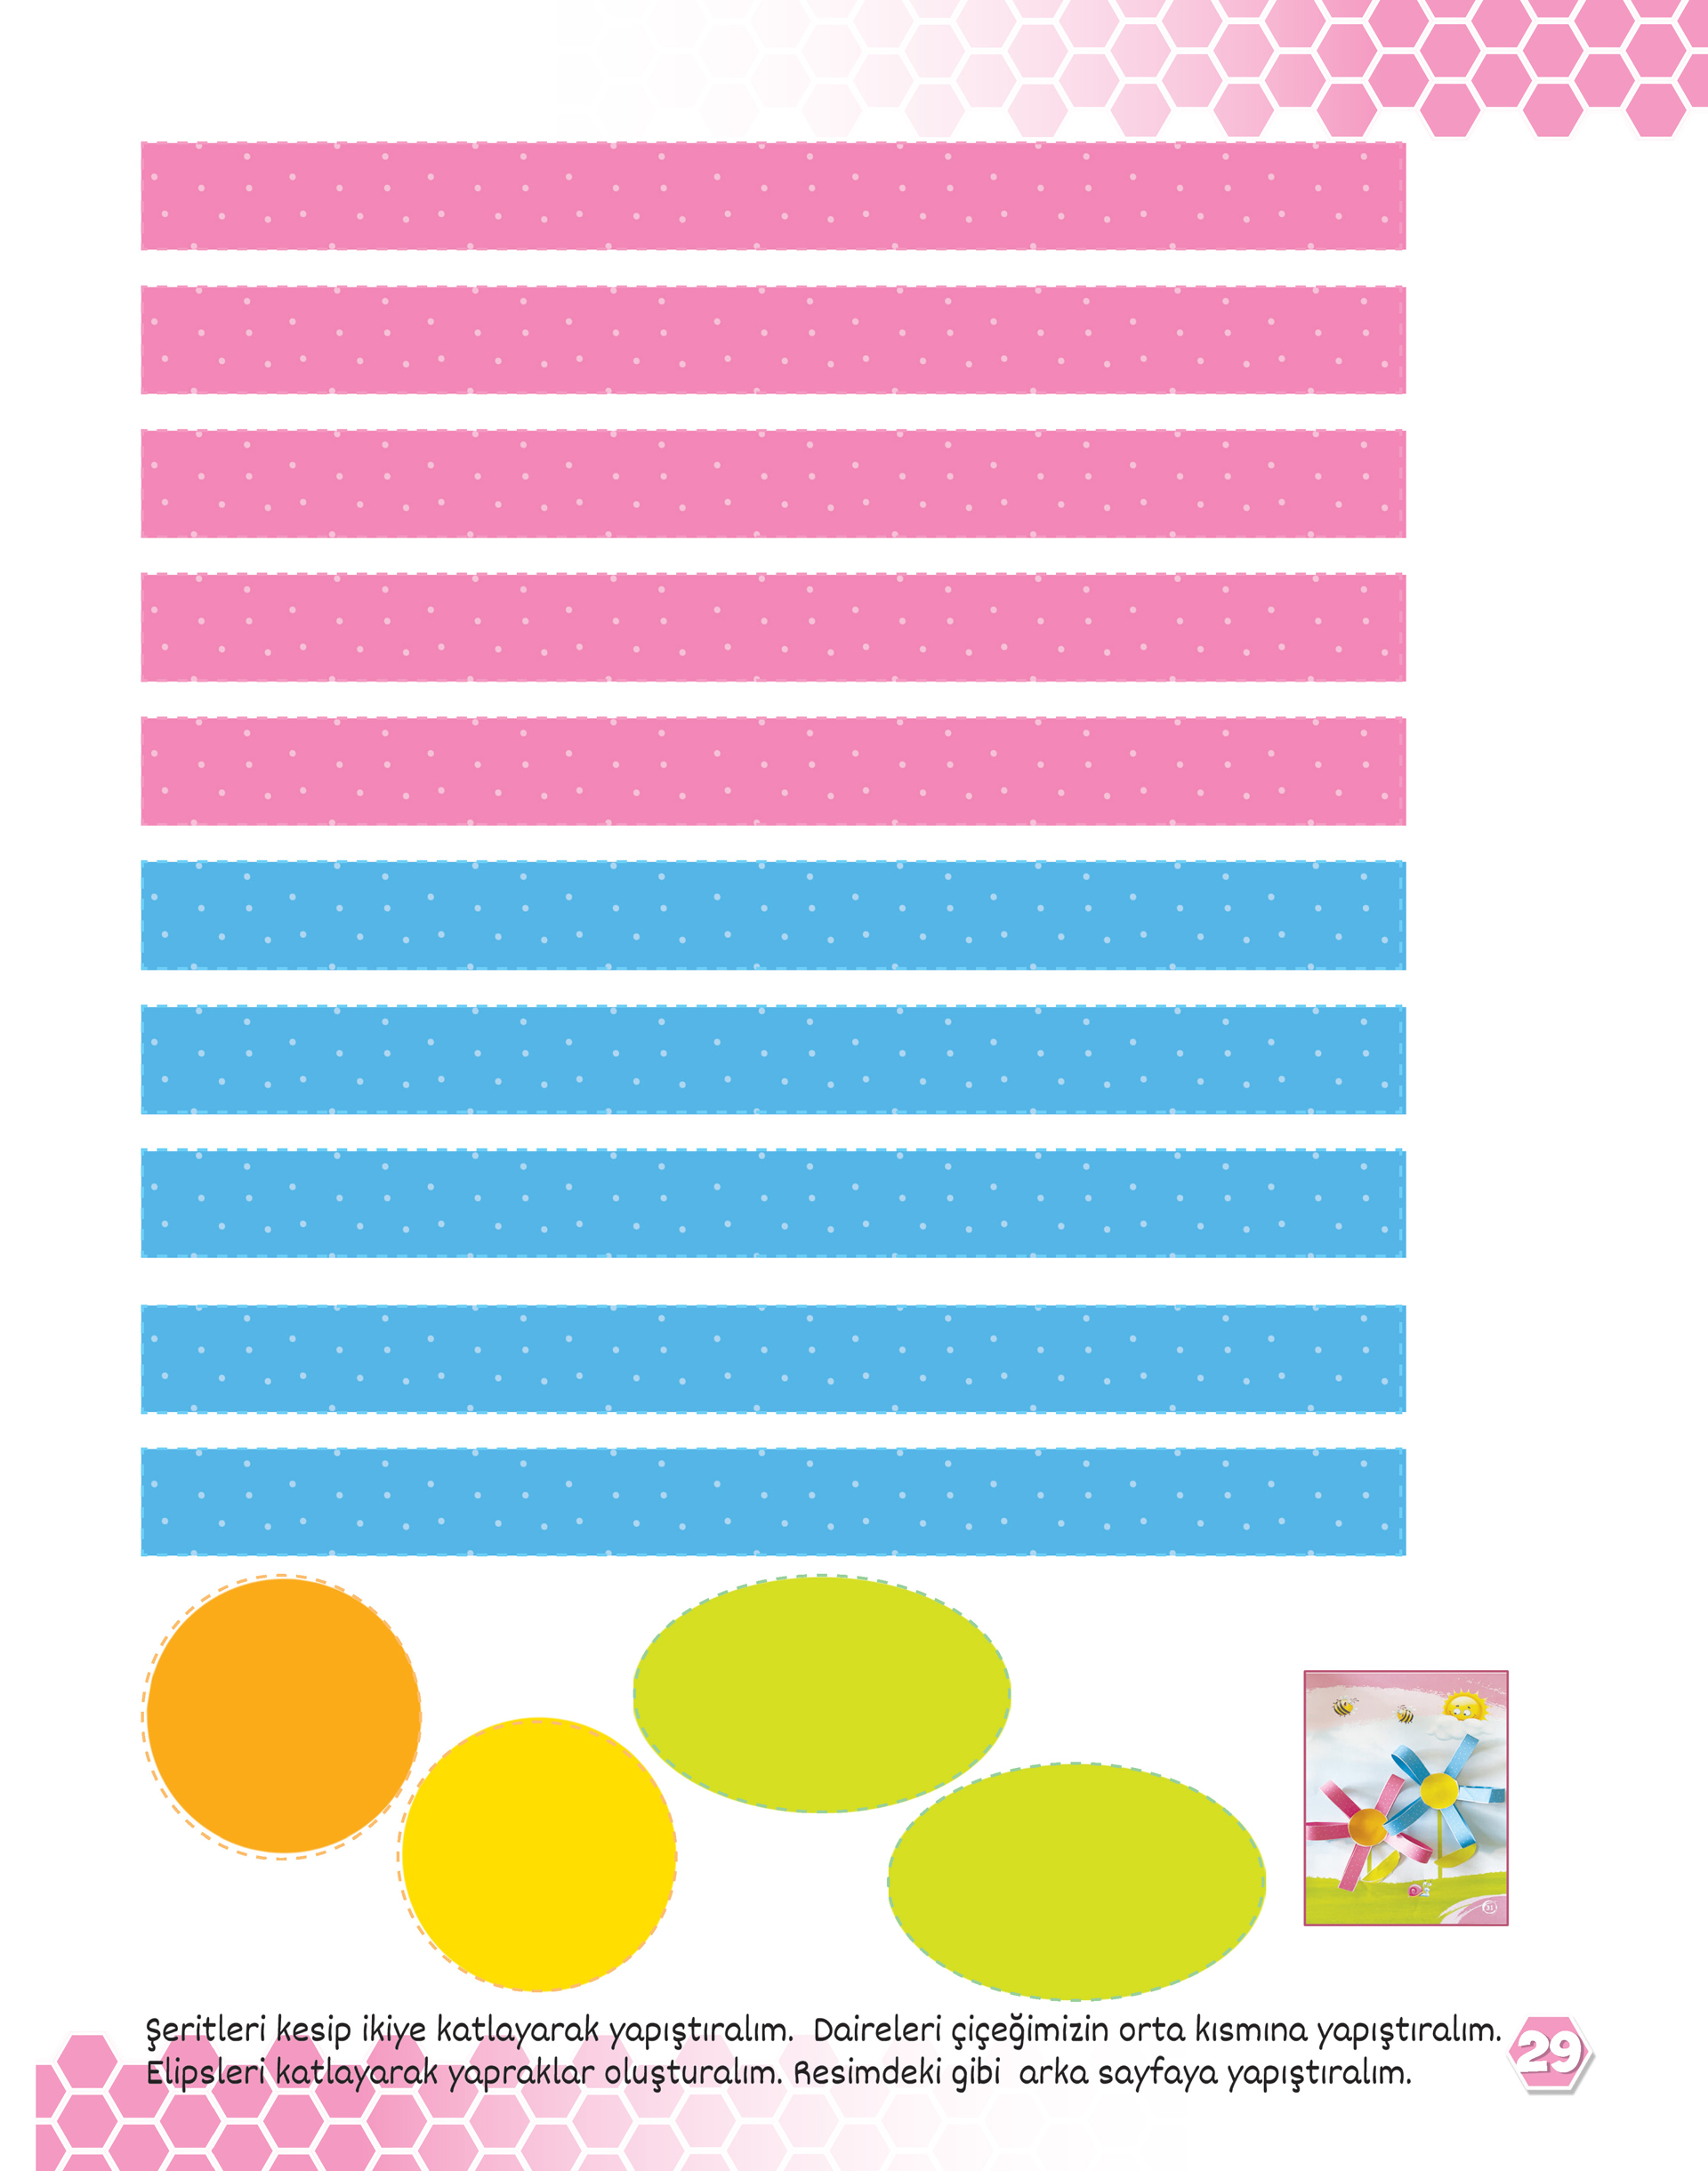 Şeritleri kesip ikiye katlayarak yapıştıralım. Daireleri çiçeğimizin orta kısmına yapıştıralım.
Elipsleri katlayarak yapraklar oluşturalım. Resimdeki gibi arka sayfaya yapıştıralım.
29
31